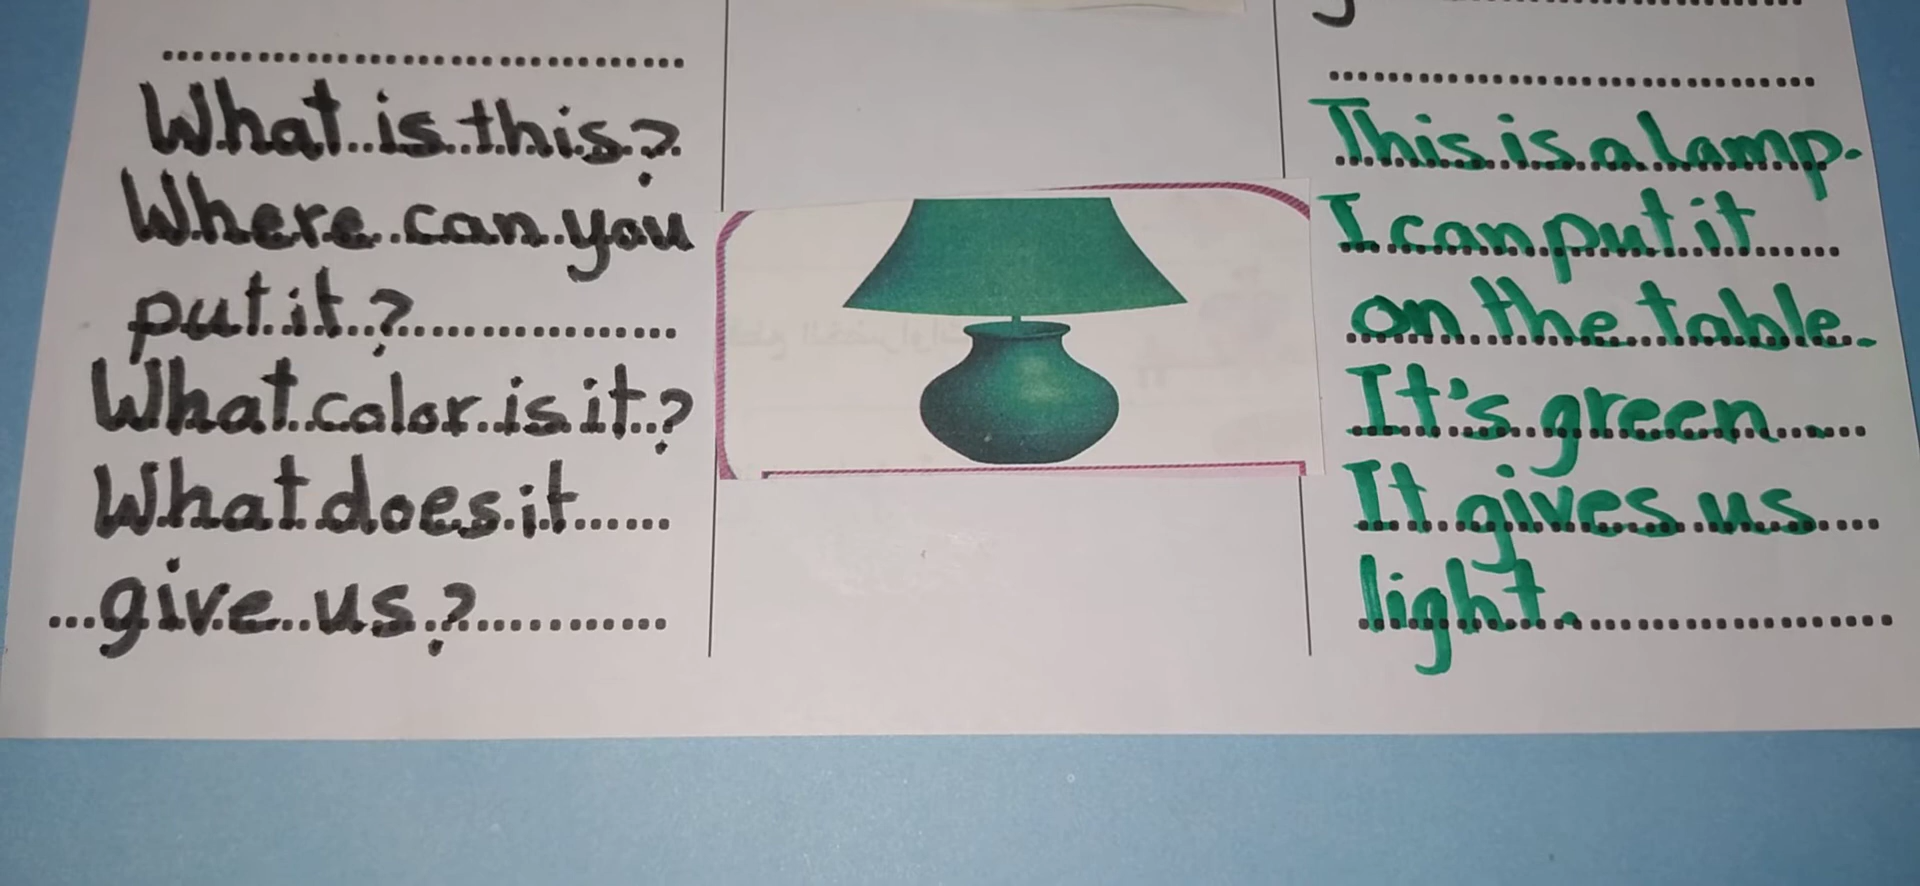 What is this?
Where can you
put it?
What color is it?
What does it
give us?
This is a lamp.
I can put it
on the table.
It's green
It gives us
light.